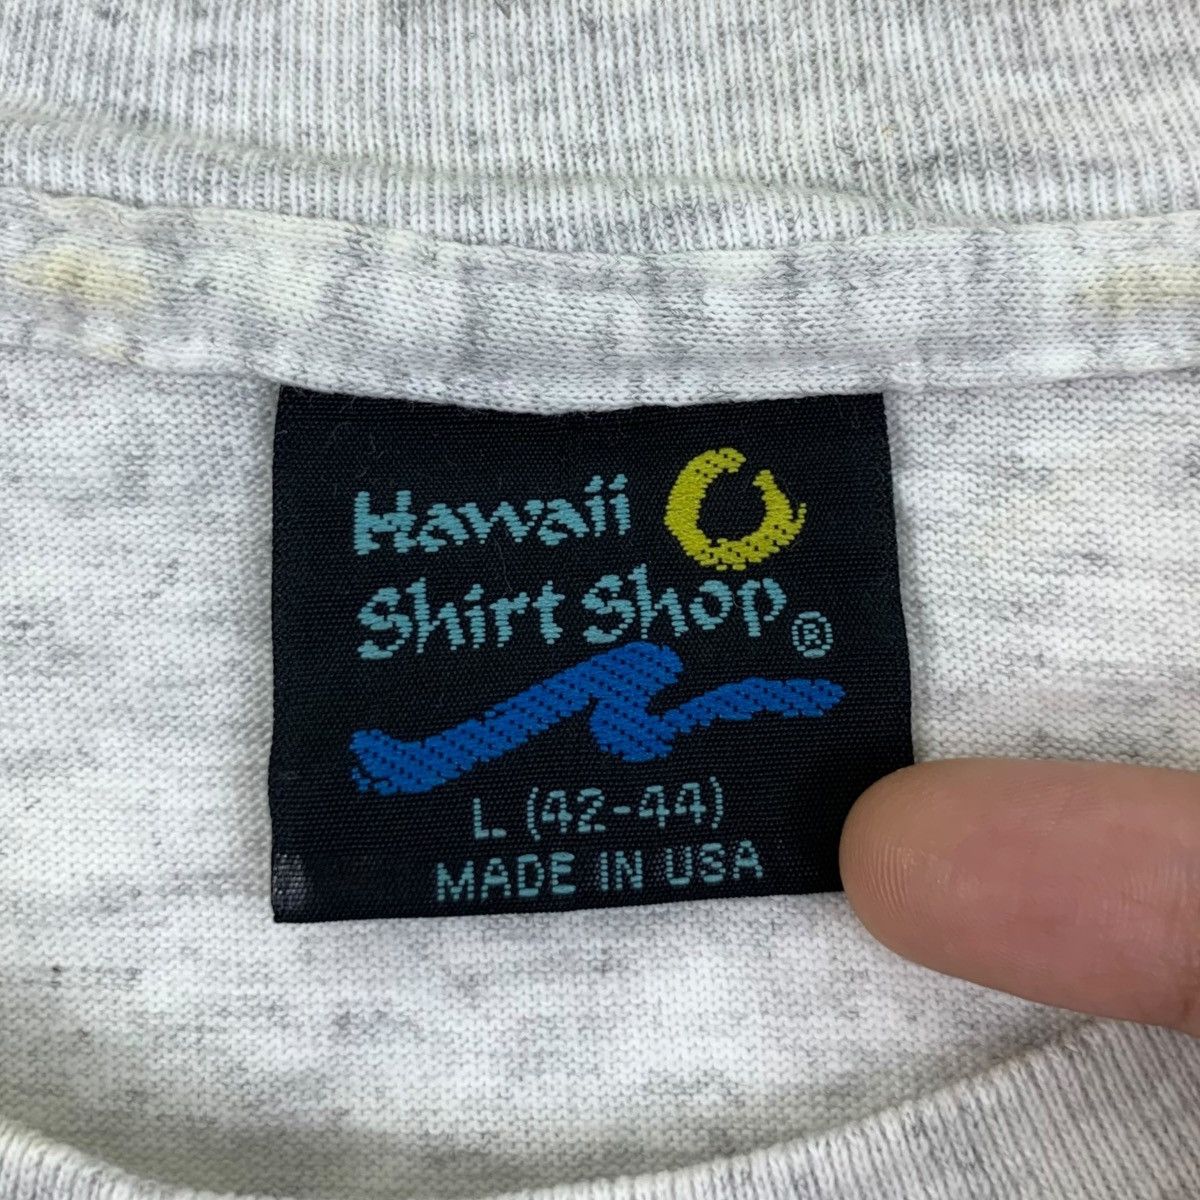 Hawaii
Shirt Shop®
L (42-44)
MADE IN USA